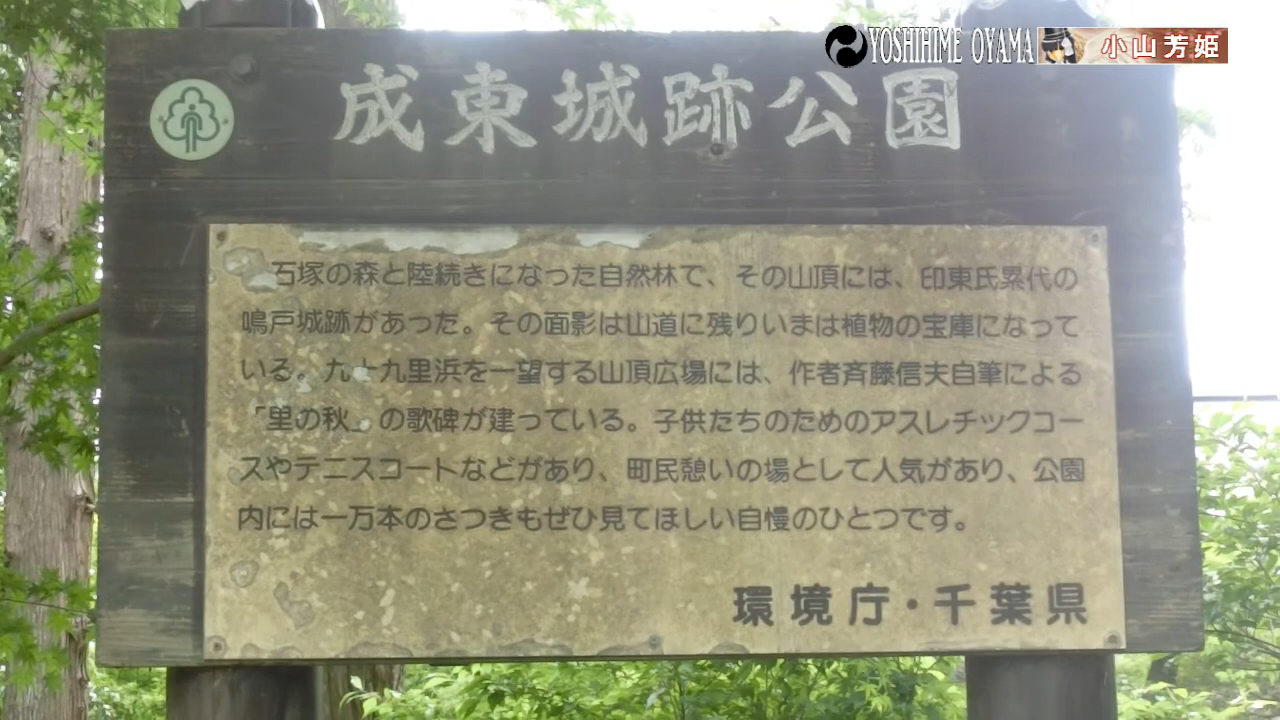 YOSHIHIME OYAMA 小山芳姫
成東城跡公園
石塚の森と陸続きになった自然林で、その山頂には、印東氏累代の
鳴戸城跡があった。その面影は山道に残りいまは植物の宝庫になって
いる。九十九里浜を一望する山頂広場には、作者斉藤信夫自筆による
「里の秋」の歌碑が建っている。子供たちのためのアスレチックコー
スやテニスコートなどがあり、町民憩いの場として人気があり、公園
内には一万本のさつきもぜひ見てほしい自慢のひとつです。
環境庁・千葉県